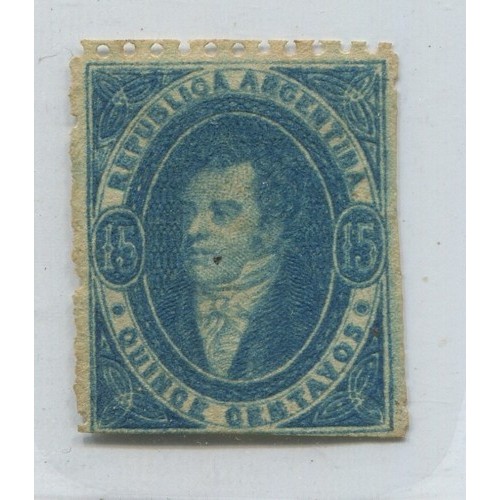 REPUBLICA ARGENTINA
15 15
QUINCE CENTAVOS